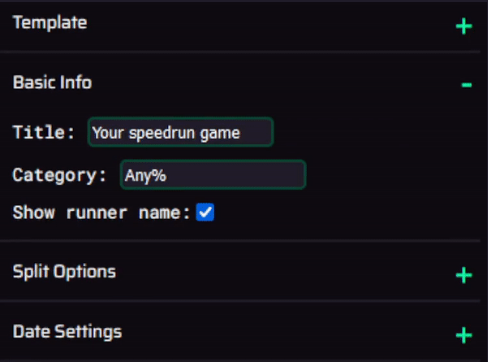 Template +
Basic Info -
Title: Your speedrun game
Category: Any%
Show runner name:
Split Options +
Date Settings +